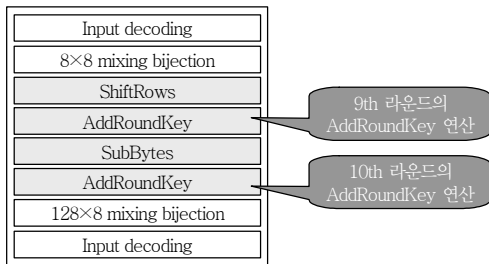 Input decoding
8×8 mixing bijection
ShiftRows
AddRoundKey
SubBytes
AddRoundKey
128×8 mixing bijection
Input decoding
9th 라운드의
AddRoundKey 연산
10th 라운드의
AddRoundKey 연산